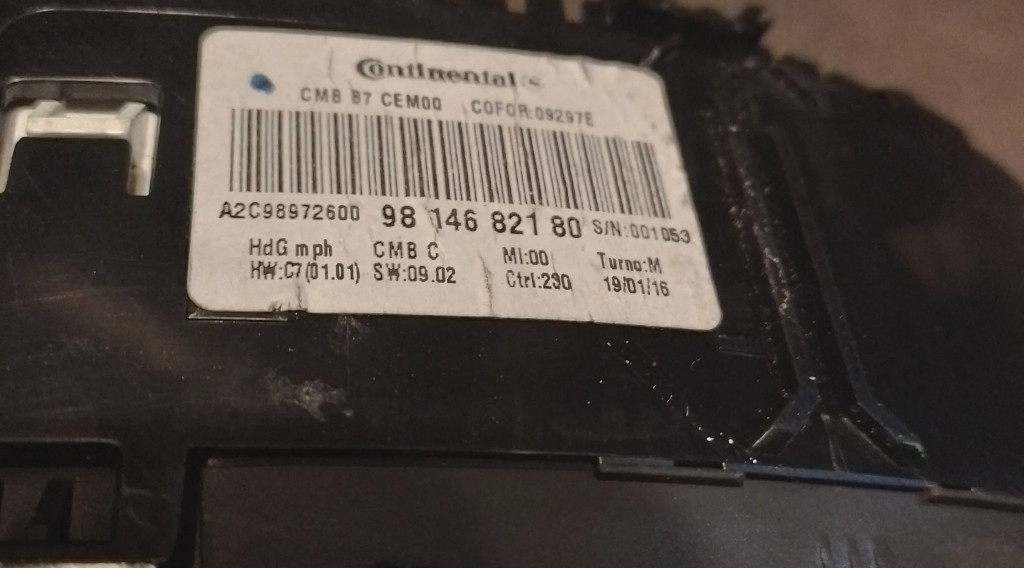 Continental
CMB B7 CEM00 COFOR:09297E
A2C98972600 98 146 821 80 S/N:001053
HdG mph CMB C MI:00 Turno:M
HW:C7(01.01) SW:09.02 Ctrl:230 19/01/16